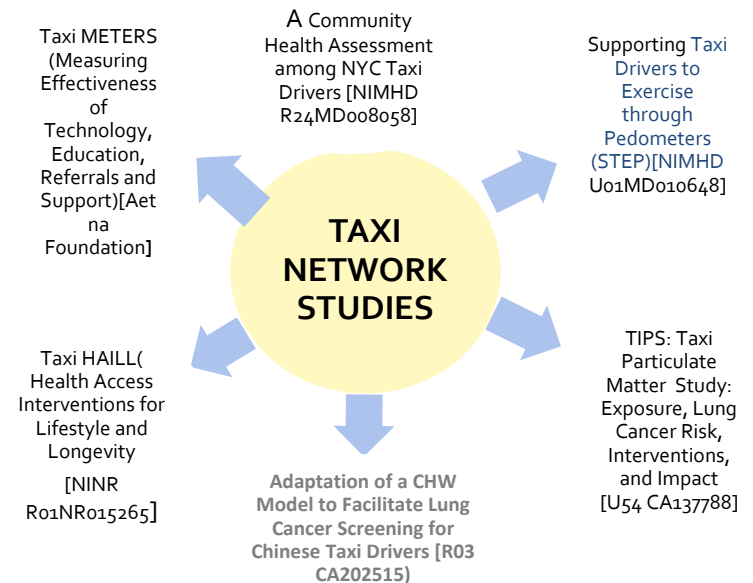 Taxi METERS
(Measuring
Effectiveness
of
Technology,
Education,
Referrals and
Support)[Aet
na
Foundation]
A Community
Health Assessment
among NYC Taxi
Drivers [NIMHD
R24MD008058]
Supporting Taxi
Drivers to
Exercise
through
Pedometers
(STEP)[NIMHD
U01MD010648]
TAXI
NETWORK
STUDIES
Taxi HAILL(
Health Access
Interventions for
Lifestyle and
Longevity
[NINR
R01NR015265]
Adaptation of a CHW
Model to Facilitate Lung
Cancer Screening for
Chinese Taxi Drivers [R03
CA202515)
TIPS: Taxi
Particulate
Matter Study:
Exposure, Lung
Cancer Risk,
Interventions,
and Impact
[U54 CA137788]